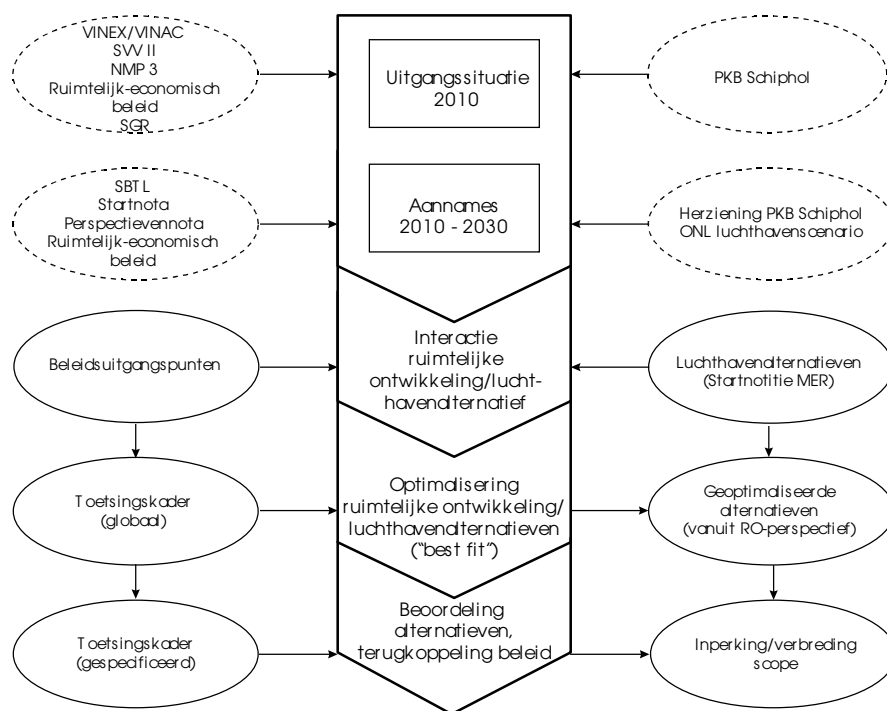 VINEX/VINAC
SVV II
NMP 3
Ruimtelijk-economisch
beleid
SGR
Uitgangssituatie
2010
PKB Schiphol
SBTL
Startnota
Perspectievennota
Ruimtelijk-economisch
beleid
Aannames
2010 - 2030
Herziening PKB Schiphol
ONL luchthavenscenario
Beleidsuitgangspunten
Interactie
ruimtelijke
ontwikkeling/lucht-
havenalternatief
Luchthavenalternatieven
(Startnotitie MER)
Toetsingskader
(globaal)
Optimalisering
ruimtelijke ontwikkeling/
luchthavenalternatieven
("best fit")
Geoptimaliseerde
alternatieven
(vanuit RO-perspectief)
Toetsingskader
(gespecificeerd)
Beoordeling
alternatieven,
terugkoppeling beleid
Inperking/verbreding
scope